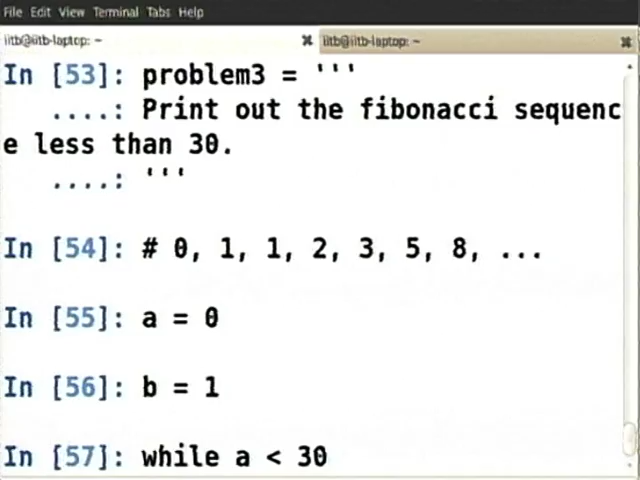 File Edit View Terminal Tabs Help
iitb@iitb-laptop: ~ ✖ iitb@iitb-laptop: ~ ✖
In [53]: problem3 = '''
....: Print out the fibonacci sequenc
e less than 30.
....: '''
In [54]: # 0, 1, 1, 2, 3, 5, 8, ...
In [55]: a = 0
In [56]: b = 1
In [57]: while a < 30